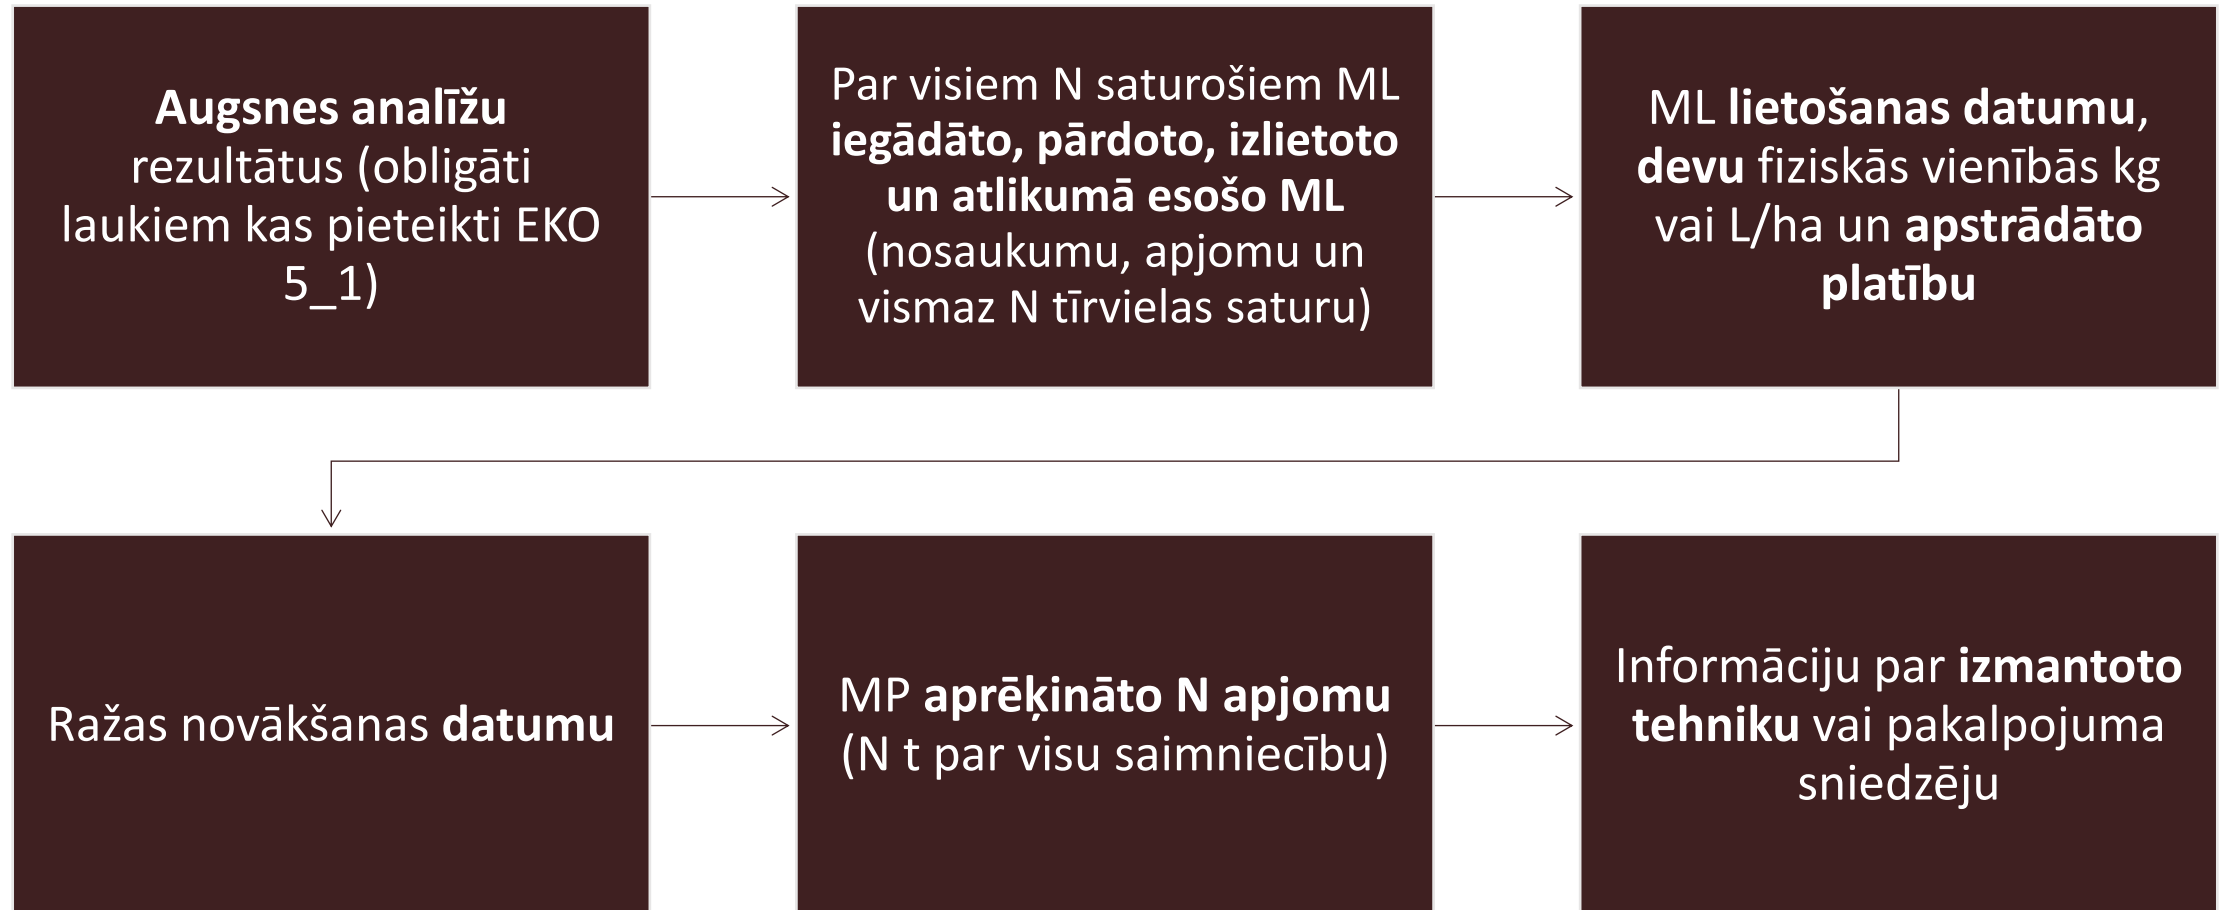 Augsnes analīžu
rezultātus (obligāti
laukiem kas pieteikti EKO
5_1)
Par visiem N saturošiem ML
iegādāto, pārdoto, izlietoto
un atlikumā esošo ML
(nosaukumu, apjomu un
vismaz N tīrvielas saturu)
ML lietošanas datumu,
devu fiziskās vienībās kg
vai L/ha un apstrādāto
platību
Ražas novākšanas datumu
MP aprēķināto N apjomu
(N t par visu saimniecību)
Informāciju par izmantoto
tehniku vai pakalpojuma
sniedzēju